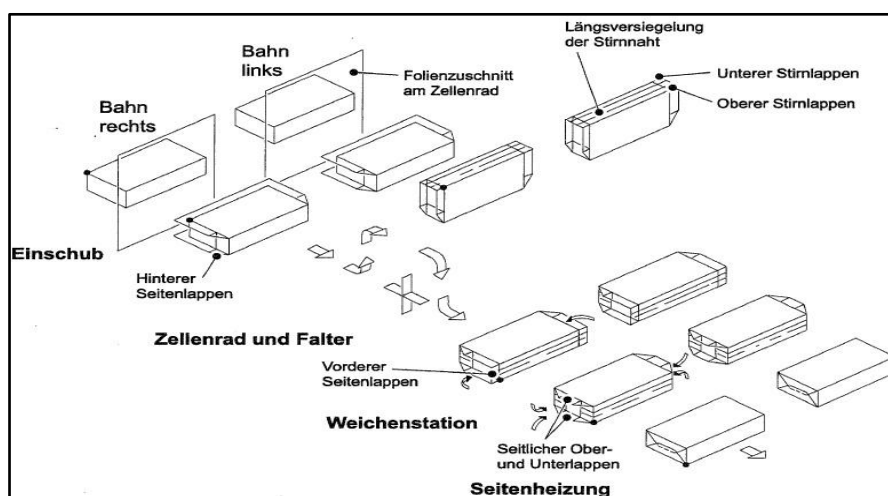 Längsversiegelung
der Stirnnaht
Bahn
links
Folienzuschnitt
am Zellenrad
Unterer Stirnlappen
Oberer Stirnlappen
Bahn
rechts
Einschub
Hinterer
Seitenlappen
Zellenrad und Falter
Vorderer
Seitenlappen
Weichenstation
Seitlicher Ober-
und Unterlappen
Seitenheizung